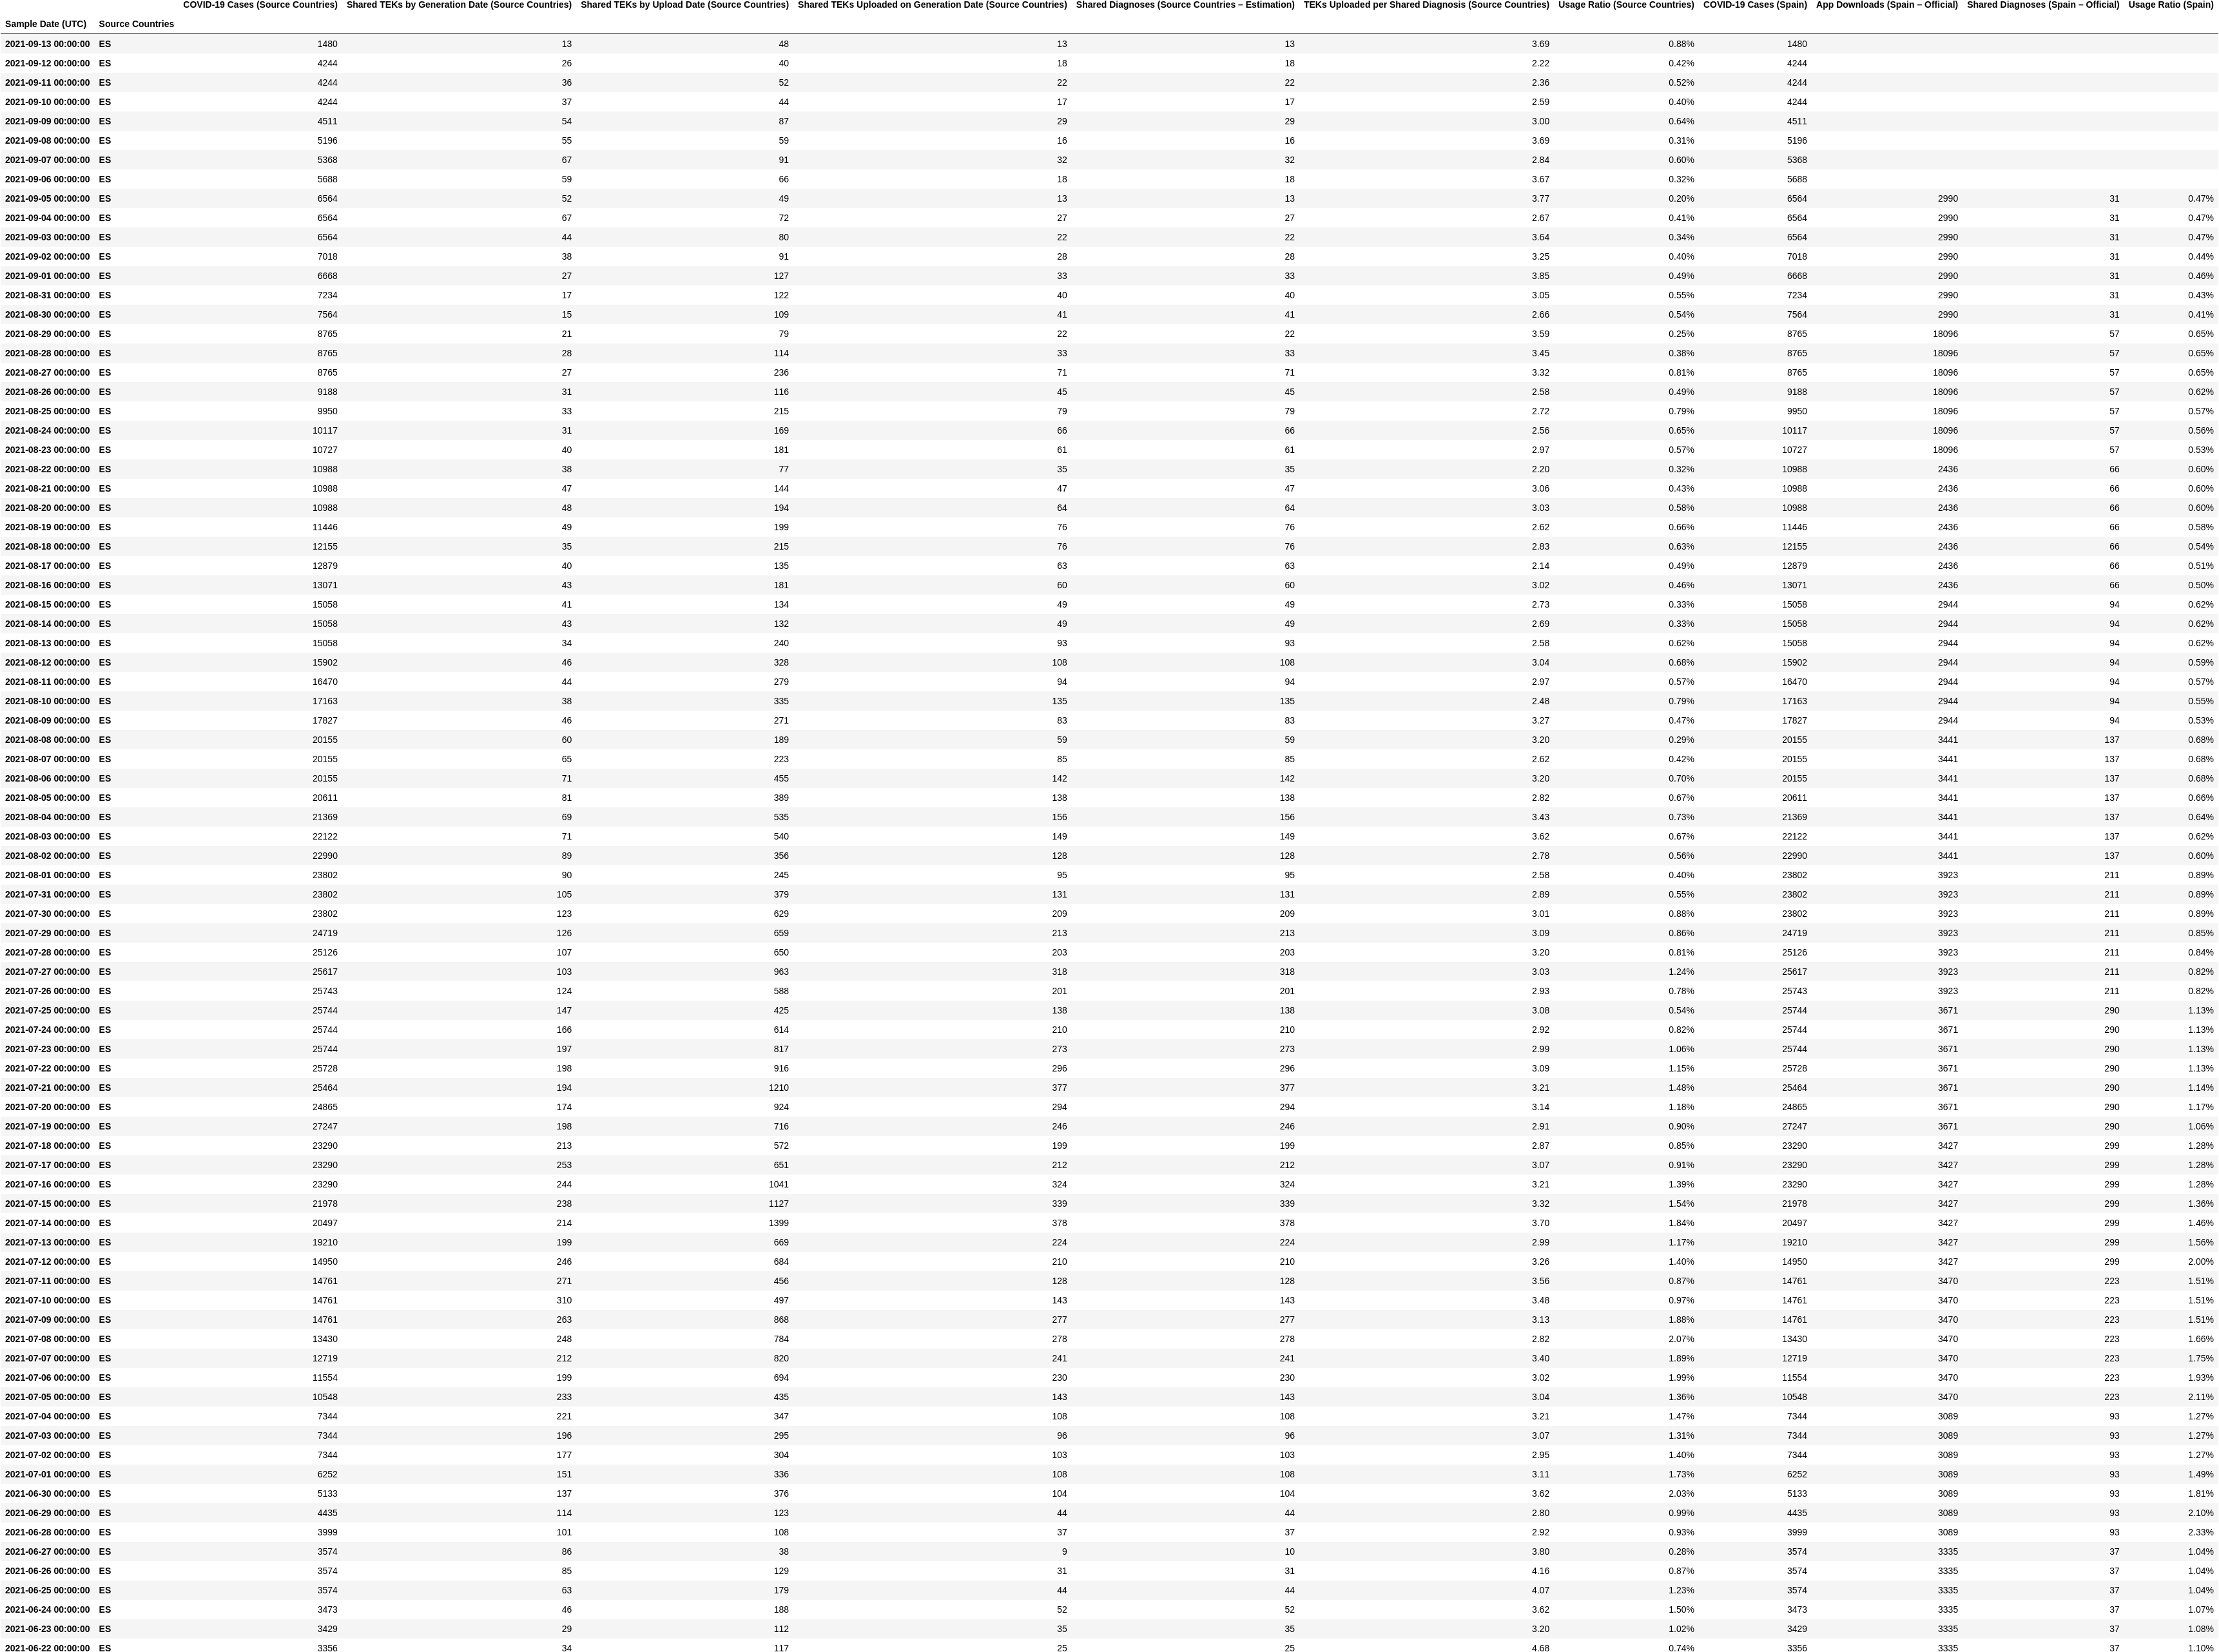 COVID-19 Cases (Source Countries) Shared TEKs by Generation Date (Source Countries) Shared TEKs by Upload Date (Source Countries) Shared TEKs Uploaded on Generation Date (Source Countries) Shared Diagnoses (Source Countries – Estimation) TEKs Uploaded per Shared Diagnosis (Source Countries) Usage Ratio (Source Countries) COVID-19 Cases (Spain) App Downloads (Spain – Official) Shared Diagnoses (Spain – Official) Usage Ratio (Spain)
Sample Date (UTC) Source Countries
2021-09-13 00:00:00 ES 1480 13 48 13 13 3.69 0.88% 1480
2021-09-12 00:00:00 ES 4244 26 40 18 18 2.22 0.42% 4244
2021-09-11 00:00:00 ES 4244 36 52 22 22 2.36 0.52% 4244
2021-09-10 00:00:00 ES 4244 37 44 17 17 2.59 0.40% 4244
2021-09-09 00:00:00 ES 4511 54 87 29 29 3.00 0.64% 4511
2021-09-08 00:00:00 ES 5196 55 59 16 16 3.69 0.31% 5196
2021-09-07 00:00:00 ES 5368 67 91 32 32 2.84 0.60% 5368
2021-09-06 00:00:00 ES 5688 59 66 18 18 3.67 0.32% 5688
2021-09-05 00:00:00 ES 6564 52 49 13 13 3.77 0.20% 6564 2990 31 0.47%
2021-09-04 00:00:00 ES 6564 67 72 27 27 2.67 0.41% 6564 2990 31 0.47%
2021-09-03 00:00:00 ES 6564 44 80 22 22 3.64 0.34% 6564 2990 31 0.47%
2021-09-02 00:00:00 ES 7018 38 91 28 28 3.25 0.40% 7018 2990 31 0.44%
2021-09-01 00:00:00 ES 6668 27 127 33 33 3.85 0.49% 6668 2990 31 0.46%
2021-08-31 00:00:00 ES 7234 17 122 40 40 3.05 0.55% 7234 2990 31 0.43%
2021-08-30 00:00:00 ES 7564 15 109 41 41 2.66 0.54% 7564 2990 31 0.41%
2021-08-29 00:00:00 ES 8765 21 79 22 22 3.59 0.25% 8765 18096 57 0.65%
2021-08-28 00:00:00 ES 8765 28 114 33 33 3.45 0.38% 8765 18096 57 0.65%
2021-08-27 00:00:00 ES 8765 27 236 71 71 3.32 0.81% 8765 18096 57 0.65%
2021-08-26 00:00:00 ES 9188 31 116 45 45 2.58 0.49% 9188 18096 57 0.62%
2021-08-25 00:00:00 ES 9950 33 215 79 79 2.72 0.79% 9950 18096 57 0.57%
2021-08-24 00:00:00 ES 10117 31 169 66 66 2.56 0.65% 10117 18096 57 0.56%
2021-08-23 00:00:00 ES 10727 40 181 61 61 2.97 0.57% 10727 18096 57 0.53%
2021-08-22 00:00:00 ES 10988 38 77 35 35 2.20 0.32% 10988 2436 66 0.60%
2021-08-21 00:00:00 ES 10988 47 144 47 47 3.06 0.43% 10988 2436 66 0.60%
2021-08-20 00:00:00 ES 10988 48 194 64 64 3.03 0.58% 10988 2436 66 0.60%
2021-08-19 00:00:00 ES 11446 49 199 76 76 2.62 0.66% 11446 2436 66 0.58%
2021-08-18 00:00:00 ES 12155 35 215 76 76 2.83 0.63% 12155 2436 66 0.54%
2021-08-17 00:00:00 ES 12879 40 135 63 63 2.14 0.49% 12879 2436 66 0.51%
2021-08-16 00:00:00 ES 13071 43 181 60 60 3.02 0.46% 13071 2436 66 0.50%
2021-08-15 00:00:00 ES 15058 41 134 49 49 2.73 0.33% 15058 2944 94 0.62%
2021-08-14 00:00:00 ES 15058 43 132 49 49 2.69 0.33% 15058 2944 94 0.62%
2021-08-13 00:00:00 ES 15058 34 240 93 93 2.58 0.62% 15058 2944 94 0.62%
2021-08-12 00:00:00 ES 15902 46 328 108 108 3.04 0.68% 15902 2944 94 0.59%
2021-08-11 00:00:00 ES 16470 44 279 94 94 2.97 0.57% 16470 2944 94 0.57%
2021-08-10 00:00:00 ES 17163 38 335 135 135 2.48 0.79% 17163 2944 94 0.55%
2021-08-09 00:00:00 ES 17827 46 271 83 83 3.27 0.47% 17827 2944 94 0.53%
2021-08-08 00:00:00 ES 20155 60 189 59 59 3.20 0.29% 20155 3441 137 0.68%
2021-08-07 00:00:00 ES 20155 65 223 85 85 2.62 0.42% 20155 3441 137 0.68%
2021-08-06 00:00:00 ES 20155 71 455 142 142 3.20 0.70% 20155 3441 137 0.68%
2021-08-05 00:00:00 ES 20611 81 389 138 138 2.82 0.67% 20611 3441 137 0.66%
2021-08-04 00:00:00 ES 21369 69 535 156 156 3.43 0.73% 21369 3441 137 0.64%
2021-08-03 00:00:00 ES 22122 71 540 149 149 3.62 0.67% 22122 3441 137 0.62%
2021-08-02 00:00:00 ES 22990 89 356 128 128 2.78 0.56% 22990 3441 137 0.60%
2021-08-01 00:00:00 ES 23802 90 245 95 95 2.58 0.40% 23802 3923 211 0.89%
2021-07-31 00:00:00 ES 23802 105 379 131 131 2.89 0.55% 23802 3923 211 0.89%
2021-07-30 00:00:00 ES 23802 123 629 209 209 3.01 0.88% 23802 3923 211 0.89%
2021-07-29 00:00:00 ES 24719 126 659 213 213 3.09 0.86% 24719 3923 211 0.85%
2021-07-28 00:00:00 ES 25126 107 650 203 203 3.20 0.81% 25126 3923 211 0.84%
2021-07-27 00:00:00 ES 25617 103 963 318 318 3.03 1.24% 25617 3923 211 0.82%
2021-07-26 00:00:00 ES 25743 124 588 201 201 2.93 0.78% 25743 3923 211 0.82%
2021-07-25 00:00:00 ES 25744 147 425 138 138 3.08 0.54% 25744 3671 290 1.13%
2021-07-24 00:00:00 ES 25744 166 614 210 210 2.92 0.82% 25744 3671 290 1.13%
2021-07-23 00:00:00 ES 25744 197 817 273 273 2.99 1.06% 25744 3671 290 1.13%
2021-07-22 00:00:00 ES 25728 198 916 296 296 3.09 1.15% 25728 3671 290 1.13%
2021-07-21 00:00:00 ES 25464 194 1210 377 377 3.21 1.48% 25464 3671 290 1.14%
2021-07-20 00:00:00 ES 24865 174 924 294 294 3.14 1.18% 24865 3671 290 1.17%
2021-07-19 00:00:00 ES 27247 198 716 246 246 2.91 0.90% 27247 3671 290 1.06%
2021-07-18 00:00:00 ES 23290 213 572 199 199 2.87 0.85% 23290 3427 299 1.28%
2021-07-17 00:00:00 ES 23290 253 651 212 212 3.07 0.91% 23290 3427 299 1.28%
2021-07-16 00:00:00 ES 23290 244 1041 324 324 3.21 1.39% 23290 3427 299 1.28%
2021-07-15 00:00:00 ES 21978 238 1127 339 339 3.32 1.54% 21978 3427 299 1.36%
2021-07-14 00:00:00 ES 20497 214 1399 378 378 3.70 1.84% 20497 3427 299 1.46%
2021-07-13 00:00:00 ES 19210 199 669 224 224 2.99 1.17% 19210 3427 299 1.56%
2021-07-12 00:00:00 ES 14950 246 684 210 210 3.26 1.40% 14950 3427 299 2.00%
2021-07-11 00:00:00 ES 14761 271 456 128 128 3.56 0.87% 14761 3470 223 1.51%
2021-07-10 00:00:00 ES 14761 310 497 143 143 3.48 0.97% 14761 3470 223 1.51%
2021-07-09 00:00:00 ES 14761 263 868 277 277 3.13 1.88% 14761 3470 223 1.51%
2021-07-08 00:00:00 ES 13430 248 784 278 278 2.82 2.07% 13430 3470 223 1.66%
2021-07-07 00:00:00 ES 12719 212 820 241 241 3.40 1.89% 12719 3470 223 1.75%
2021-07-06 00:00:00 ES 11554 199 694 230 230 3.02 1.99% 11554 3470 223 1.93%
2021-07-05 00:00:00 ES 10548 233 435 143 143 3.04 1.36% 10548 3470 223 2.11%
2021-07-04 00:00:00 ES 7344 221 347 108 108 3.21 1.47% 7344 3089 93 1.27%
2021-07-03 00:00:00 ES 7344 196 295 96 96 3.07 1.31% 7344 3089 93 1.27%
2021-07-02 00:00:00 ES 7344 177 304 103 103 2.95 1.40% 7344 3089 93 1.27%
2021-07-01 00:00:00 ES 6252 151 336 108 108 3.11 1.73% 6252 3089 93 1.49%
2021-06-30 00:00:00 ES 5133 137 376 104 104 3.62 2.03% 5133 3089 93 1.81%
2021-06-29 00:00:00 ES 4435 114 123 44 44 2.80 0.99% 4435 3089 93 2.10%
2021-06-28 00:00:00 ES 3999 101 108 37 37 2.92 0.93% 3999 3089 93 2.33%
2021-06-27 00:00:00 ES 3574 86 38 9 10 3.80 0.28% 3574 3335 37 1.04%
2021-06-26 00:00:00 ES 3574 85 129 31 31 4.16 0.87% 3574 3335 37 1.04%
2021-06-25 00:00:00 ES 3574 63 179 44 44 4.07 1.23% 3574 3335 37 1.04%
2021-06-24 00:00:00 ES 3473 46 188 52 52 3.62 1.50% 3473 3335 37 1.07%
2021-06-23 00:00:00 ES 3429 29 112 35 35 3.20 1.02% 3429 3335 37 1.08%
2021-06-22 00:00:00 ES 3356 34 117 25 25 4.68 0.74% 3356 3335 37 1.10%